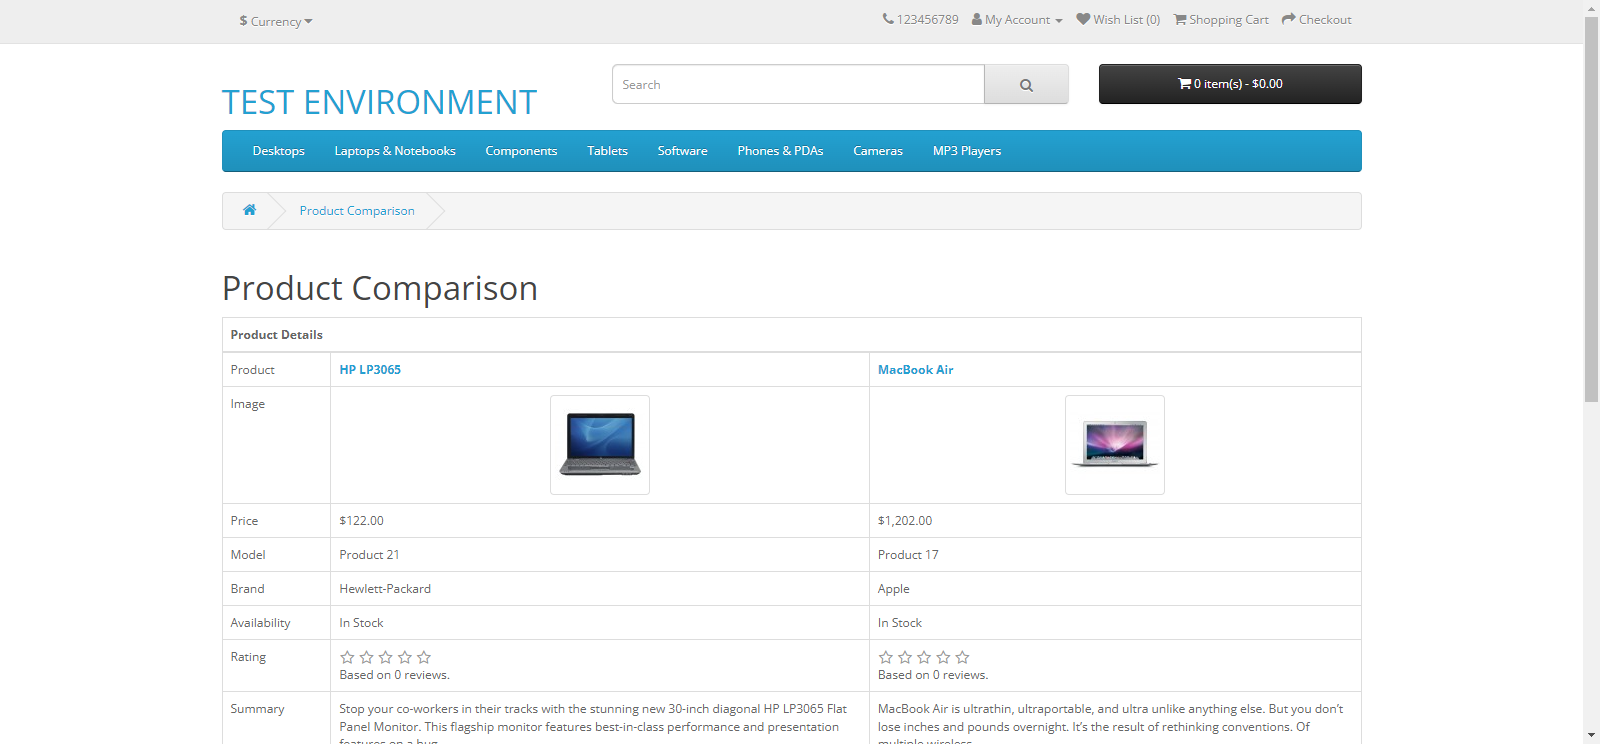 $ Currency
123456789 My Account Wish List (0) Shopping Cart Checkout
TEST ENVIRONMENT
Search
0 item(s) - $0.00
Desktops Laptops & Notebooks Components Tablets Software Phones & PDAs Cameras MP3 Players
Product Comparison
Product Comparison
Product Details
Product HP LP3065 MacBook Air
Image
Price $122.00 $1,202.00
Model Product 21 Product 17
Brand Hewlett-Packard Apple
Availability In Stock In Stock
Rating
Based on 0 reviews. Based on 0 reviews.
Summary Stop your co-workers in their tracks with the stunning new 30-inch diagonal HP LP3065 Flat MacBook Air is ultrathin, ultraportable, and ultra unlike anything else. But you don’t
Panel Monitor. This flagship monitor features best-in-class performance and presentation lose inches and pounds overnight. It’s the result of rethinking conventions. Of
features on a hug multiple wireless